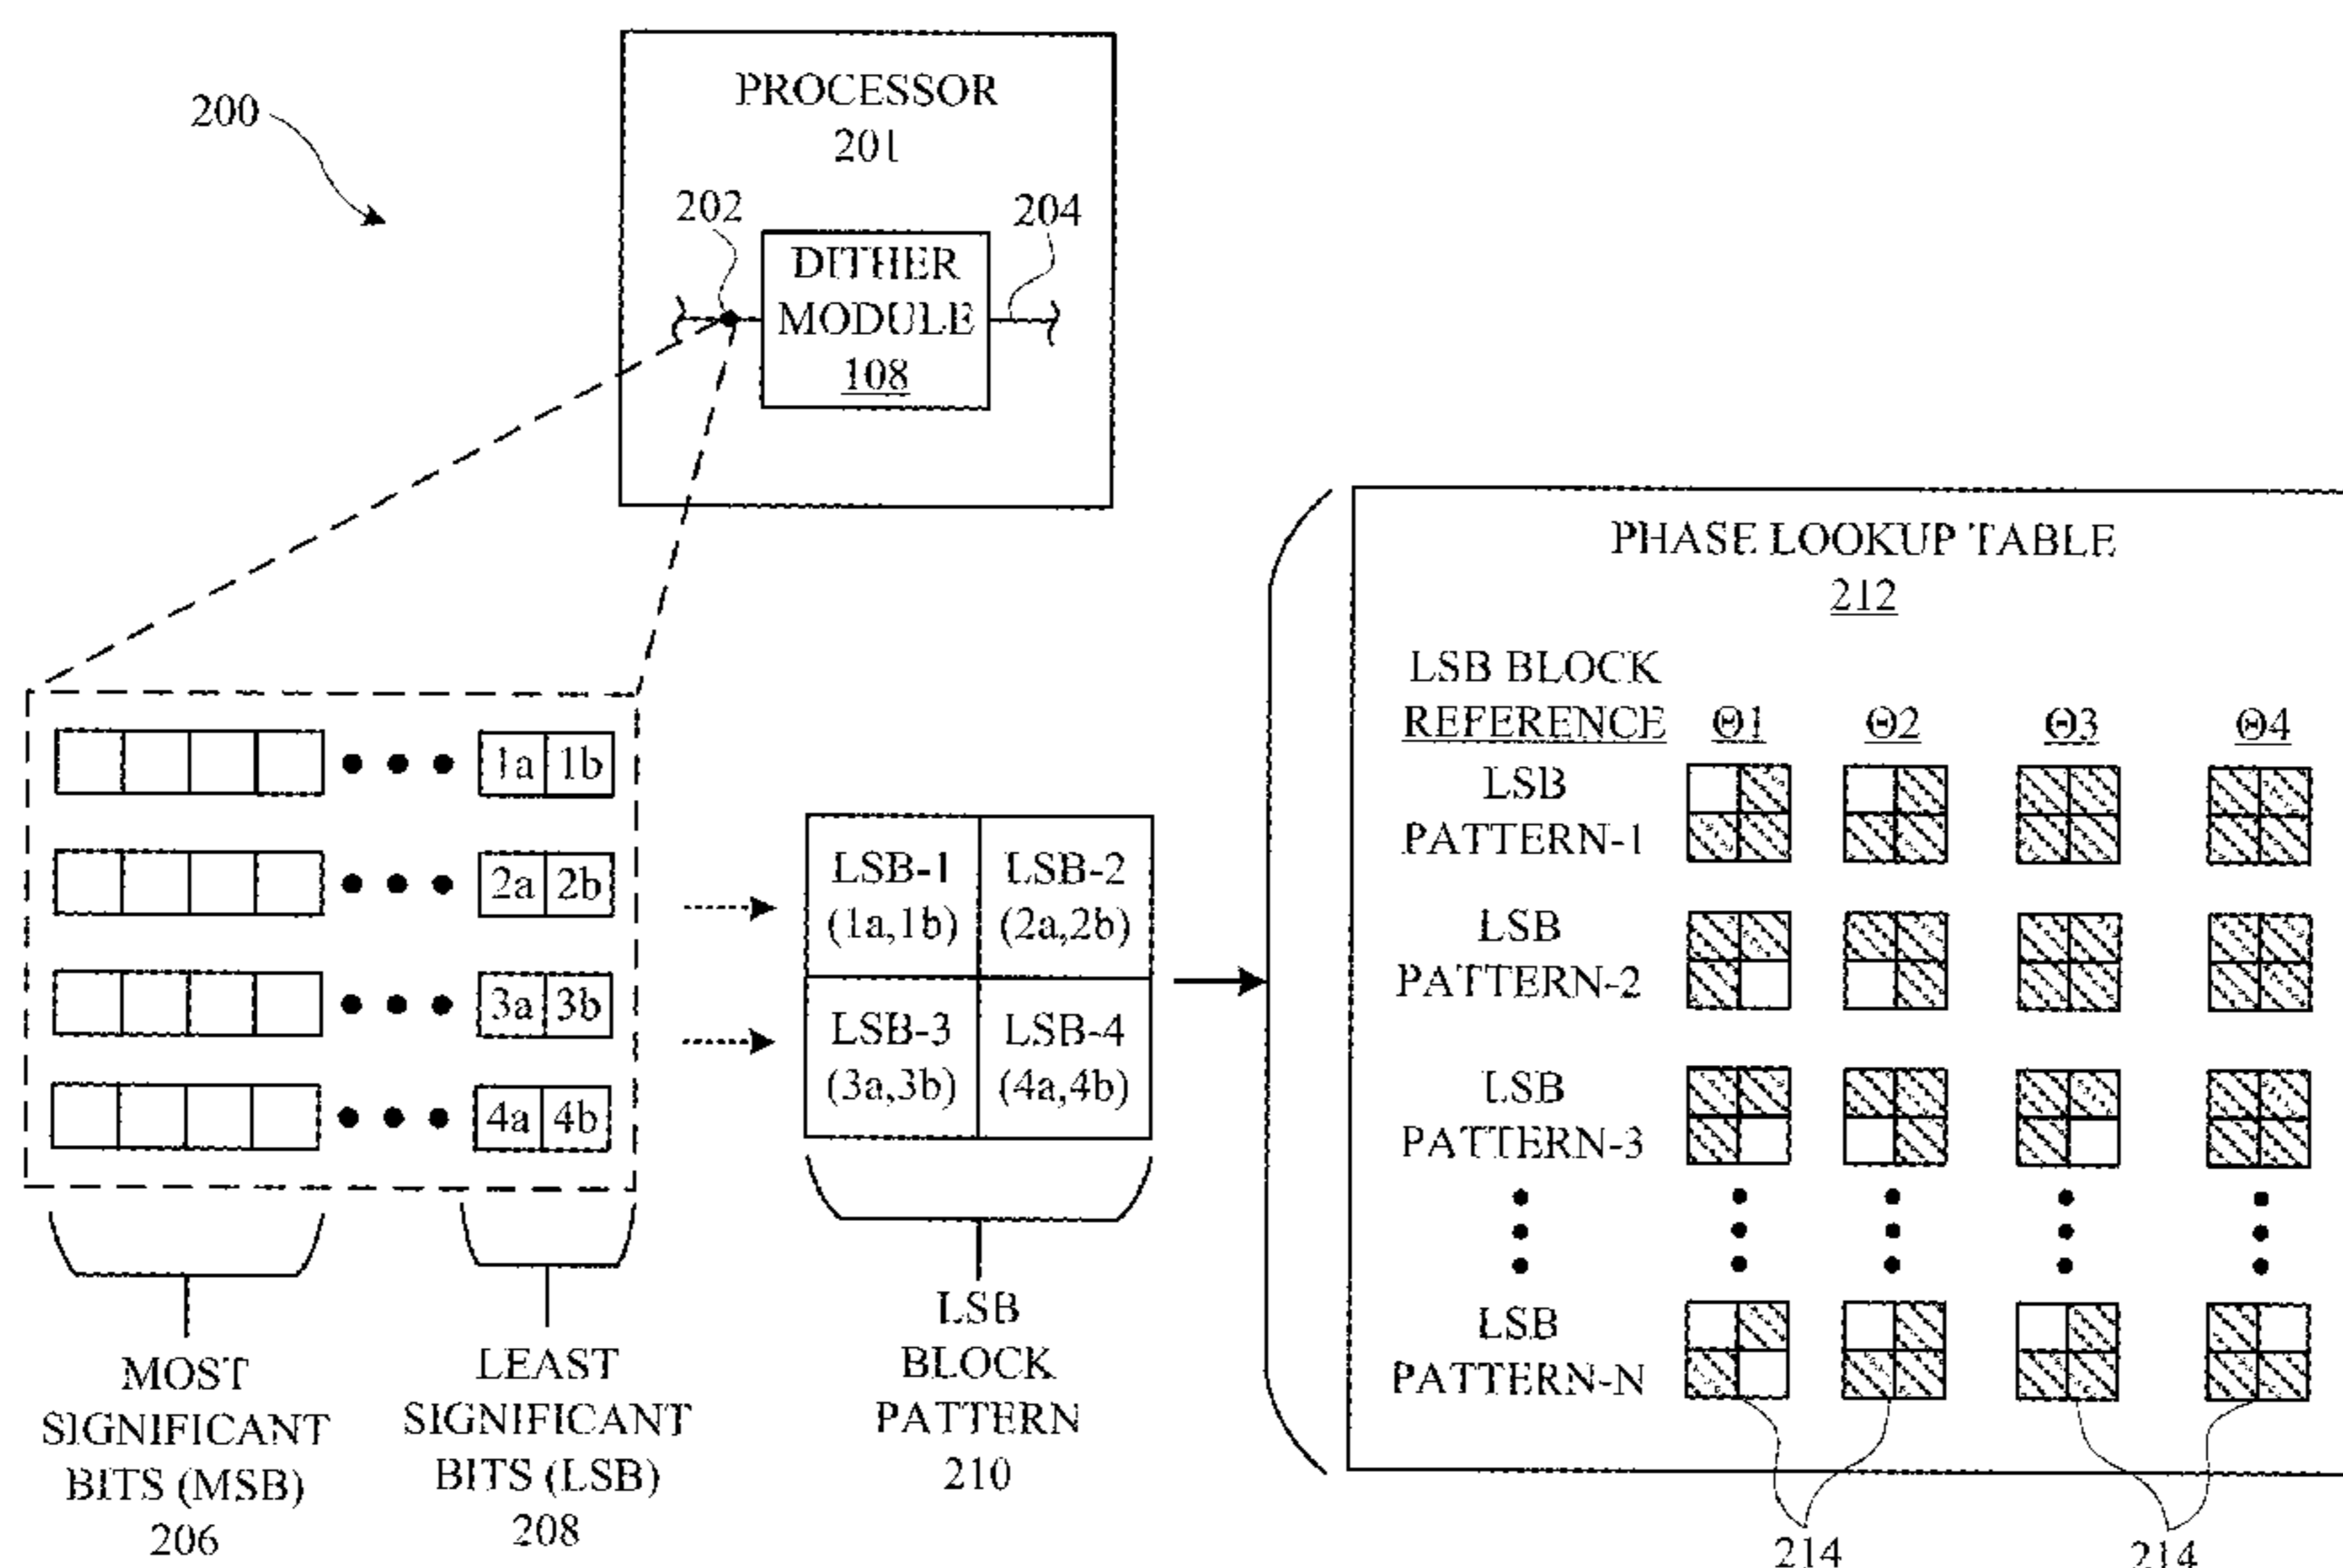 200
PROCESSOR
201
202
204
DITHER
MODULE
108
1a 1b
2a 2b
3a 3b
4a 4b
MOST
SIGNIFICANT
BITS (MSB)
206
LEAST
SIGNIFICANT
BITS (LSB)
208
LSB-1
(1a,1b)
LSB-2
(2a,2b)
LSB-3
(3a,3b)
LSB-4
(4a,4b)
LSB
BLOCK
PATTERN
210
PHASE LOOKUP TABLE
212
LSB BLOCK
REFERENCE Θ1 Θ2 Θ3 Θ4
LSB
PATTERN-1
LSB
PATTERN-2
LSB
PATTERN-3
LSB
PATTERN-N
214 214